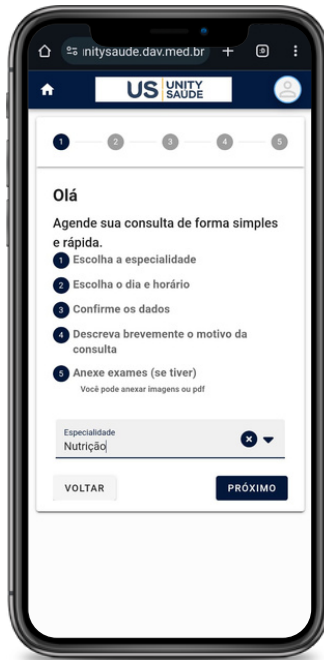 initysaude.dav.med.br
US UNITY SAÚDE
1 2 3 4 5
Olá
Agende sua consulta de forma simples
e rápida.
1 Escolha a especialidade
2 Escolha o dia e horário
3 Confirme os dados
4 Descreva brevemente o motivo da
consulta
5 Anexe exames (se tiver)
Você pode anexar imagens ou pdf
Especialidade
Nutrição
VOLTAR PRÓXIMO